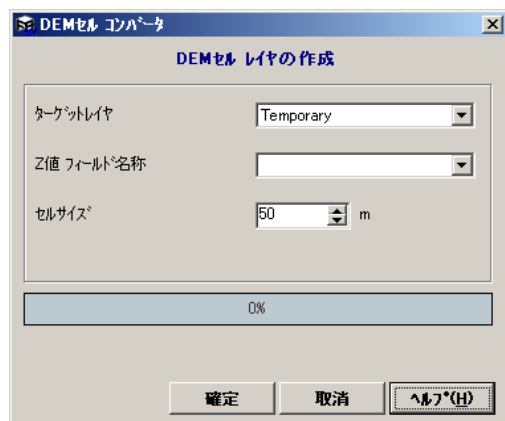 DEMｾﾙ ｺﾝﾊﾞｰﾀ
DEMｾﾙ ﾚｲﾔの作成
ﾀｰｹﾞｯﾄﾚｲﾔ Temporary
Z値 ﾌｨｰﾙﾄﾞ名称
ｾﾙｻｲｽﾞ 50 m
0%
確定 取消 ﾍﾙﾌﾟ(H)